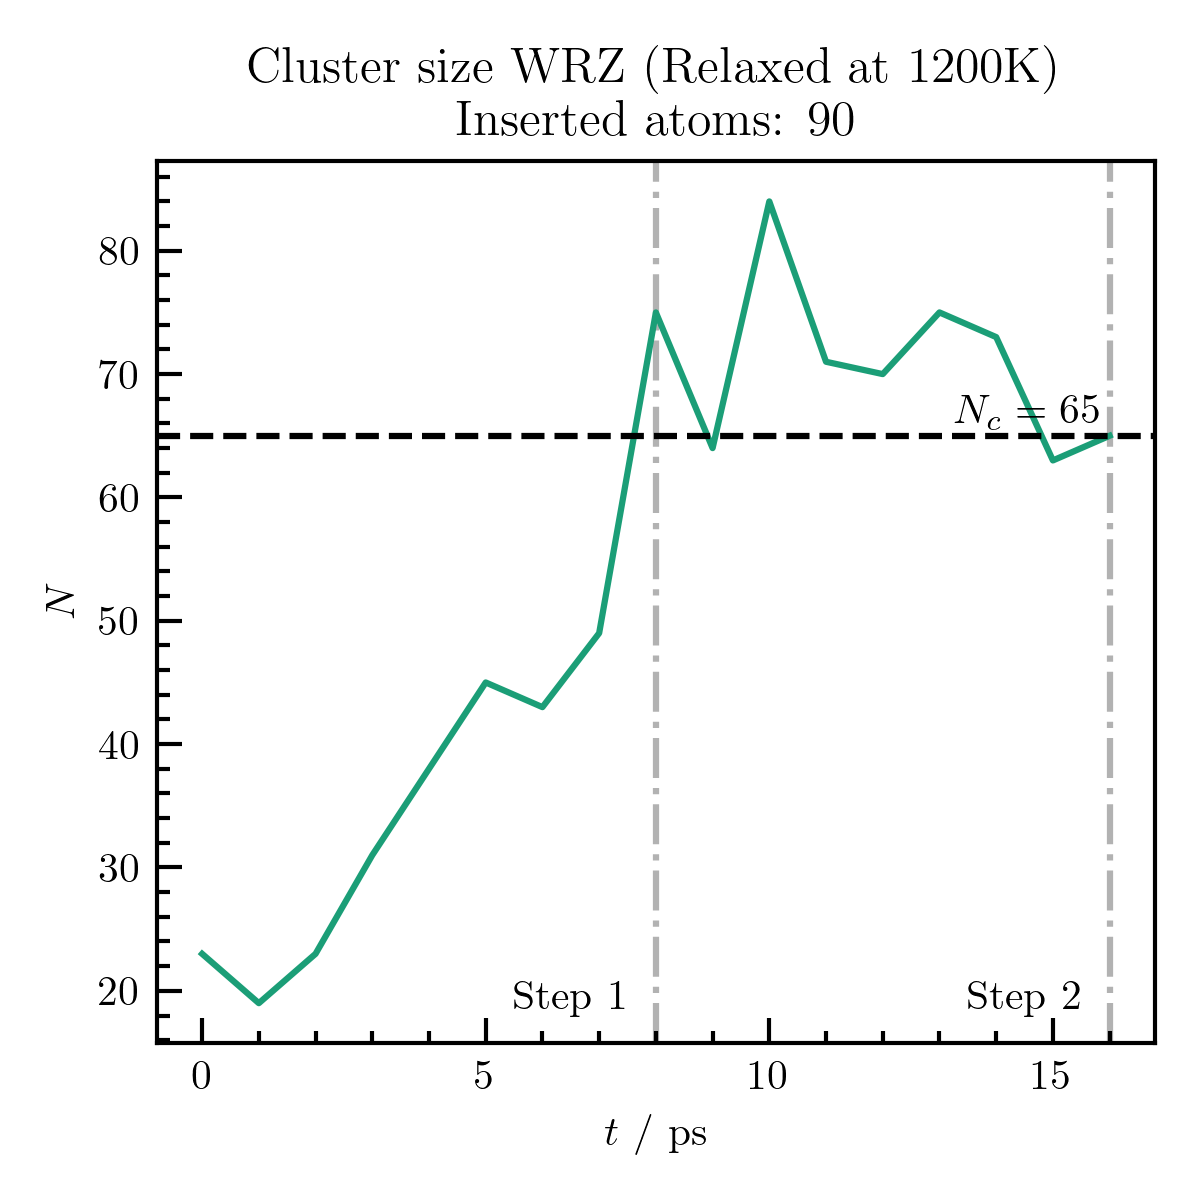 Cluster size WRZ (Relaxed at 1200K)
Inserted atoms: 90
80
70
60
50
40
30
20
N
N_c = 65
Step 1
Step 2
0 5 10 15
t / ps